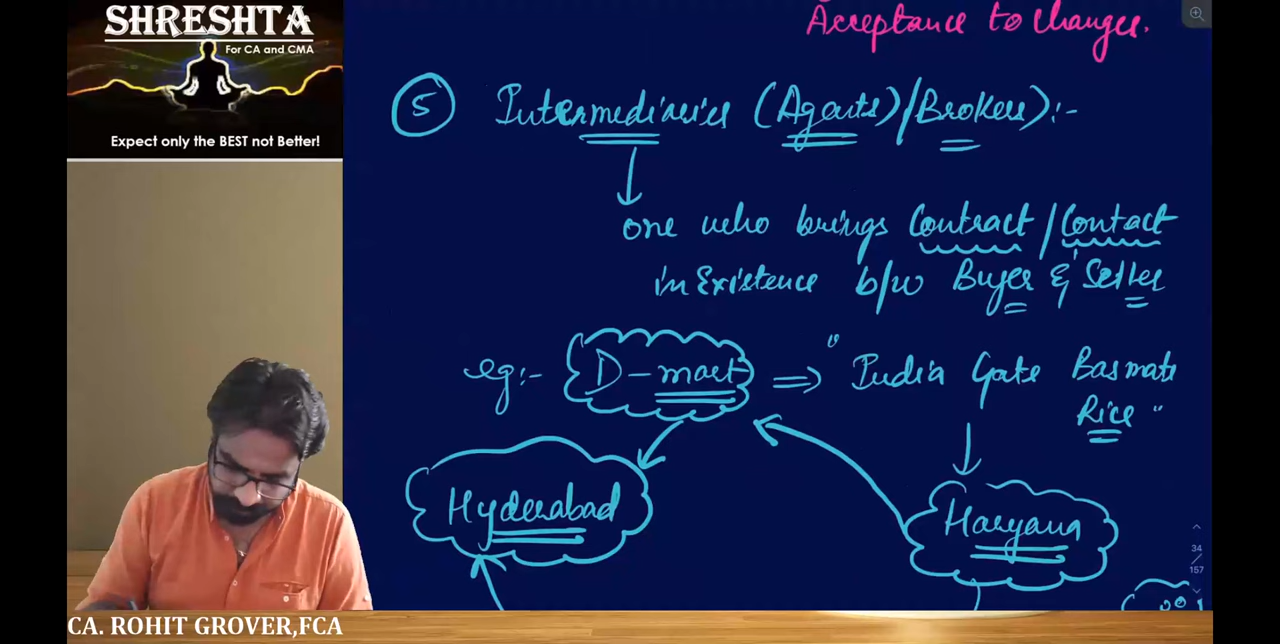 SHRESHTA
For CA and CMA
Expect only the BEST not Better!
Acceptance to changes.
5 Intermediaries (Agents)/Brokers):-
one who brings Contract / Contact
in Existence b/w Buyer & Seller
eg:- D-mart ⇒ "India Gate Basmati
Rice"
Hyderabad
Haryana
34
/
157
CA. ROHIT GROVER,FCA